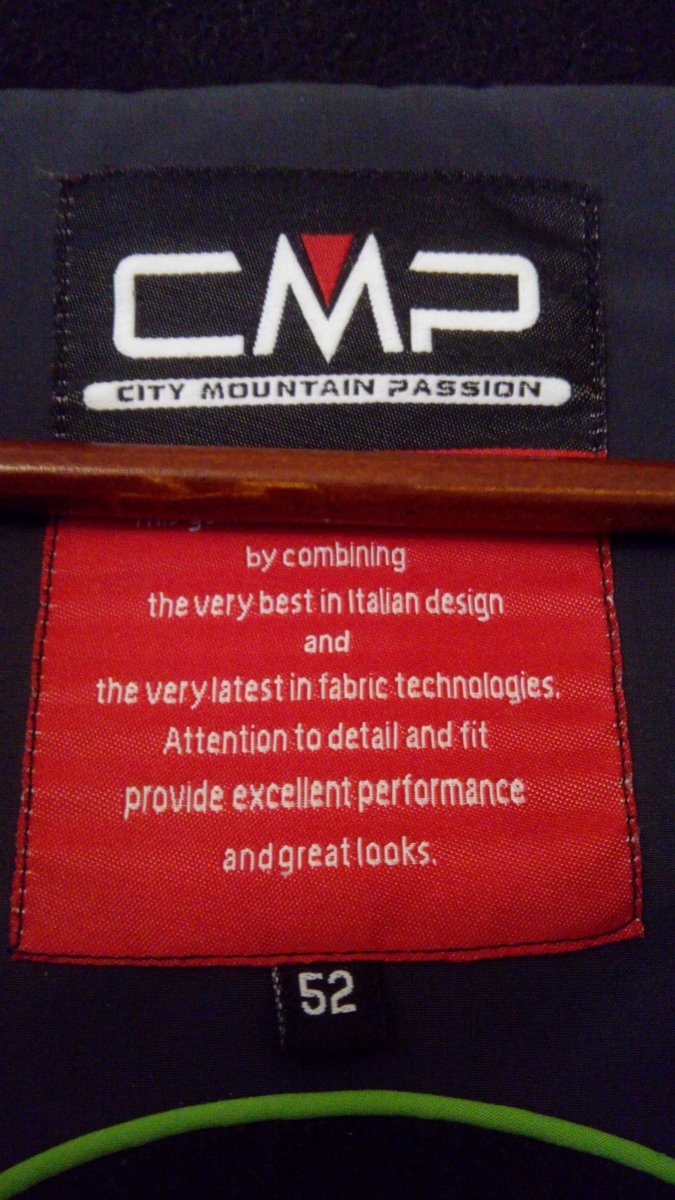 CMP
CITY MOUNTAIN PASSION
by combining
the very best in Italian design
and
the very latest in fabric technologies.
Attention to detail and fit
provide excellent performance
and great looks.
52